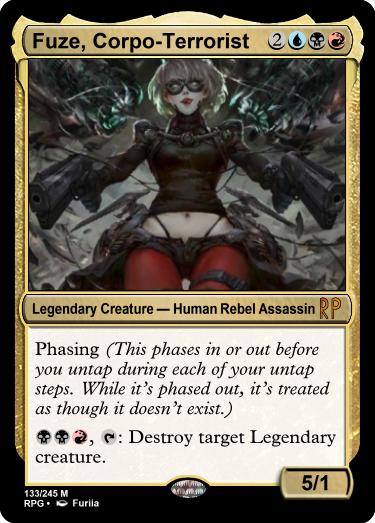 Fuze, Corpo-Terrorist 2
Legendary Creature — Human Rebel Assassin RP
Phasing (This phases in or out before
you untap during each of your untap
steps. While it's phased out, it's treated
as though it doesn't exist.)
, : Destroy target Legendary
creature.
5/1
133/245 M
RPG • Furiia